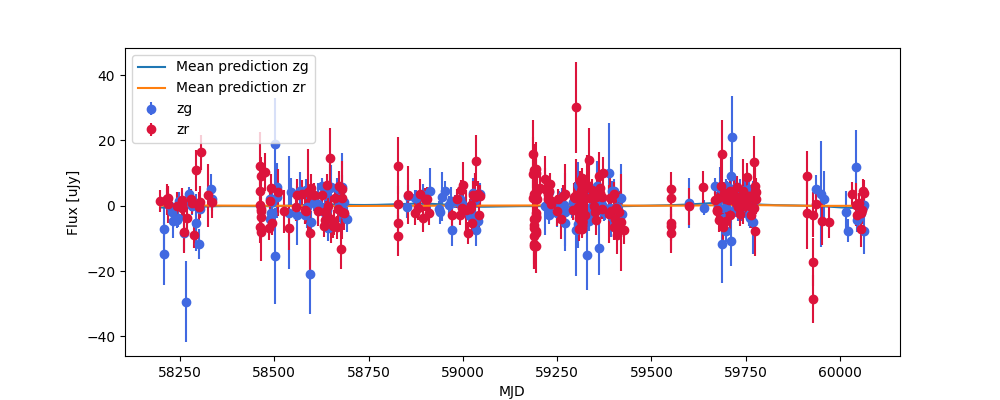 Mean prediction zg
Mean prediction zr
zg
zr
40
20
0
−20
−40
Flux [uJy]
58250
58500
58750
59000
59250
59500
59750
60000
MJD